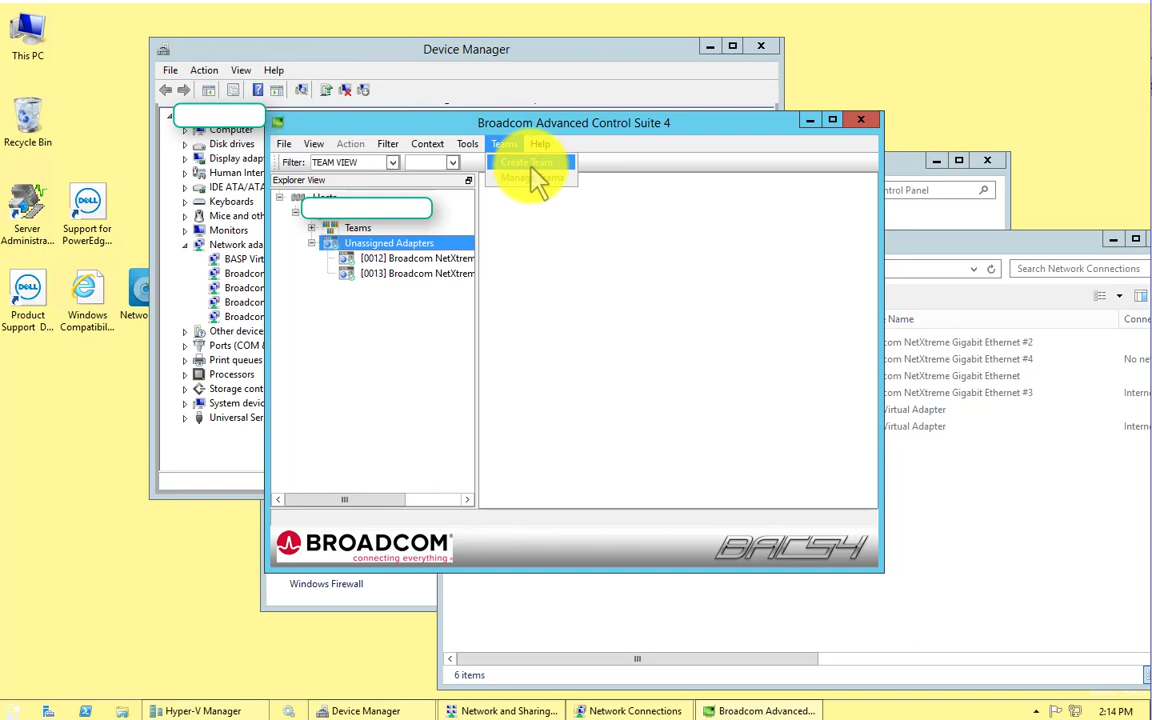 This PC
Recycle Bin
Server
Administra...
Support for
PowerEdge
Product
Support D...
Windows
Compatibil...
Netwo
Device Manager
File Action View Help
Computer
Disk drives
Display adap
Human Inter
IDE ATA/ATA
Keyboards
Mice and oth
Monitors
Network ada
BASP Virt
Broadcon
Broadcon
Broadcon
Broadcon
Other device
Ports (COM &
Print queues
Processors
Storage cont
System devic
Universal Ser
Broadcom Advanced Control Suite 4
File View Action Filter Context Tools Teams Help
Filter: TEAM VIEW
Create Team
Manage Teams
Explorer View
Hosts
Teams
Unassigned Adapters
[0012] Broadcom NetXtrem
[0013] Broadcom NetXtrem
BROADCOM
connecting everything
BACS4
Windows Firewall
ntrol Panel
Search Network Connections
e Name Conne
com NetXtreme Gigabit Ethernet #2
com NetXtreme Gigabit Ethernet #4 No ne
com NetXtreme Gigabit Ethernet
com NetXtreme Gigabit Ethernet #3 Intern
Virtual Adapter
Virtual Adapter Intern
6 items
Hyper-V Manager
Device Manager
Network and Sharing...
Network Connections
Broadcom Advanced...
2:14 PM